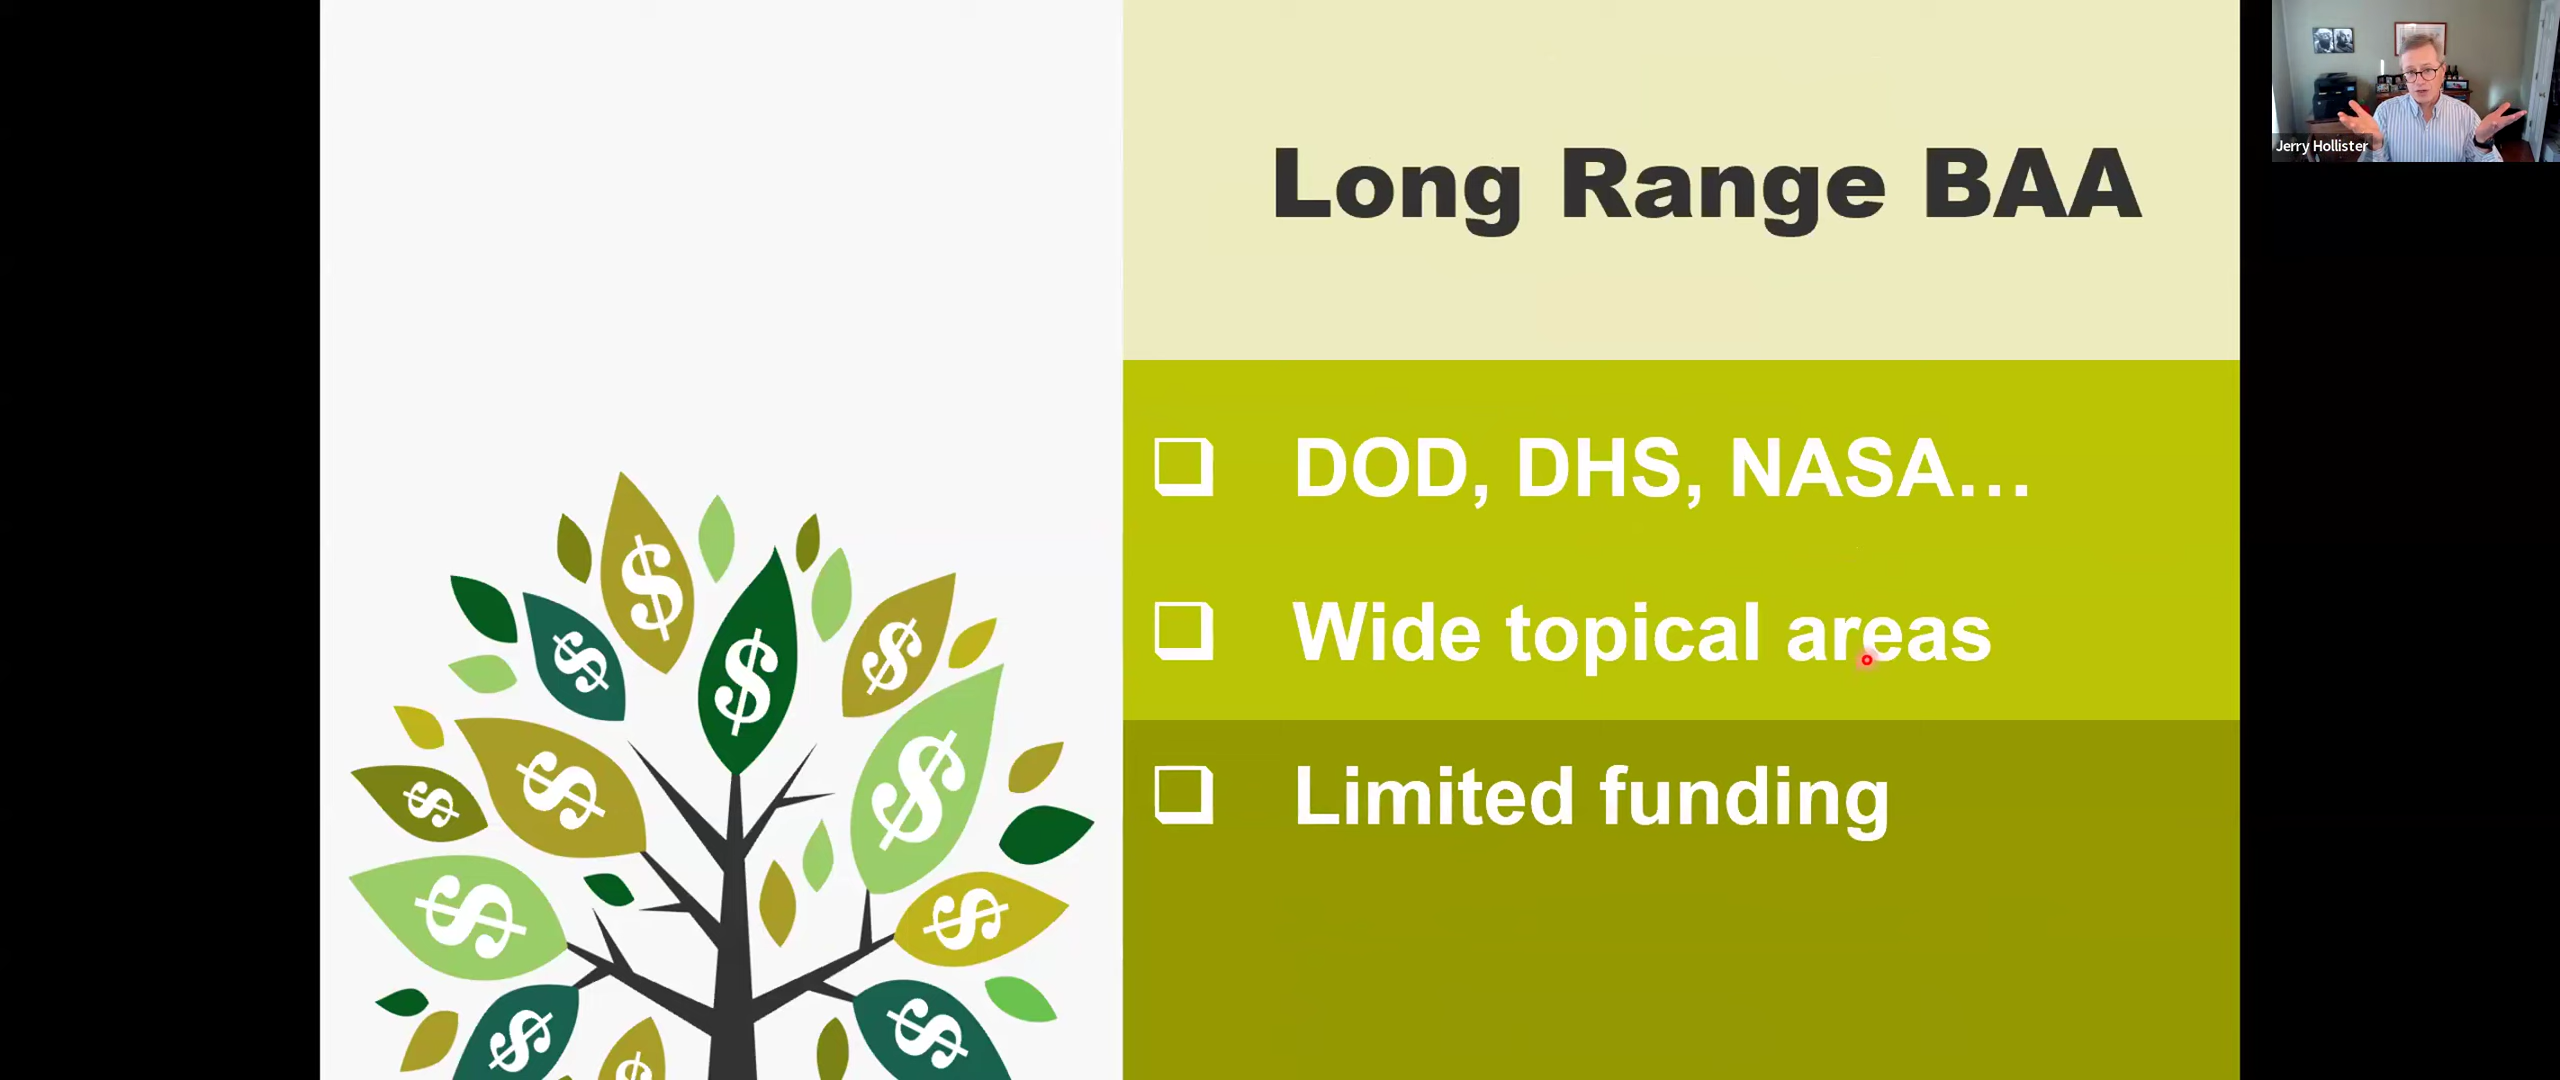 Long Range BAA
Jerry Hollister
❑ DOD, DHS, NASA…
❑ Wide topical areas
❑ Limited funding
$
$
$
$
$
$
$
$
$
$
$
$
$